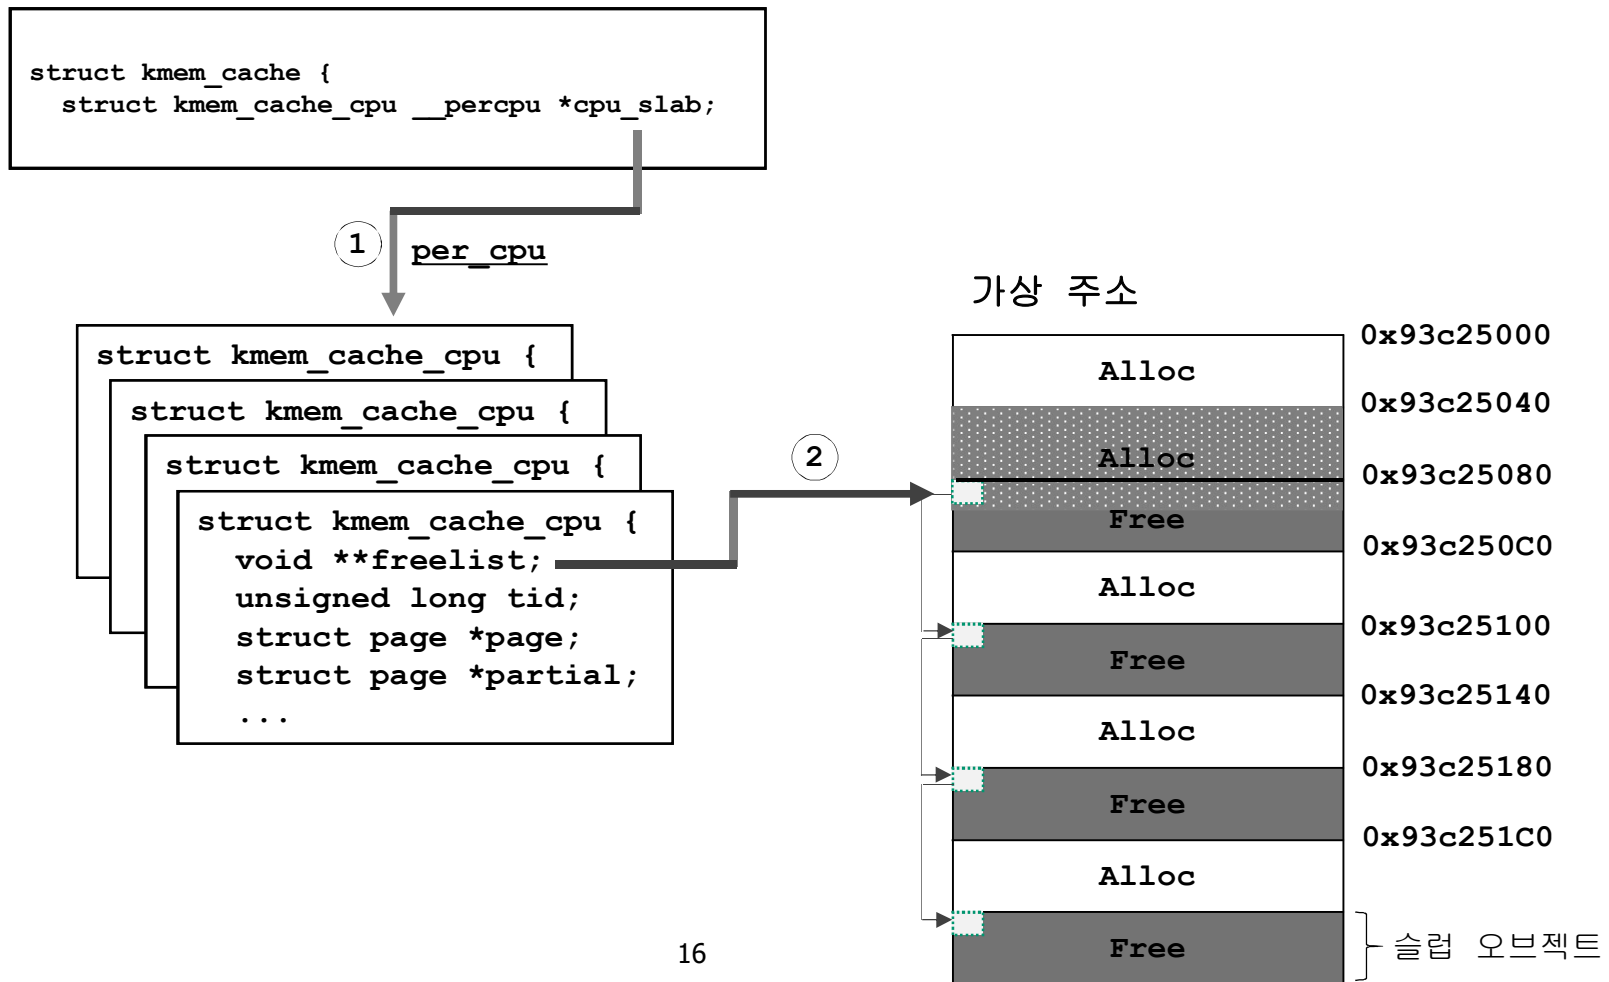 struct kmem_cache {
struct kmem_cache_cpu __percpu *cpu_slab;
1
per_cpu
struct kmem_cache_cpu {
struct kmem_cache_cpu {
struct kmem_cache_cpu {
struct kmem_cache_cpu {
void **freelist;
unsigned long tid;
struct page *page;
struct page *partial;
...
2
가상 주소
0x93c25000
Alloc
0x93c25040
Alloc
0x93c25080
Free
0x93c250C0
Alloc
0x93c25100
Free
0x93c25140
Alloc
0x93c25180
Free
0x93c251C0
Alloc
Free
슬럽 오브젝트
16